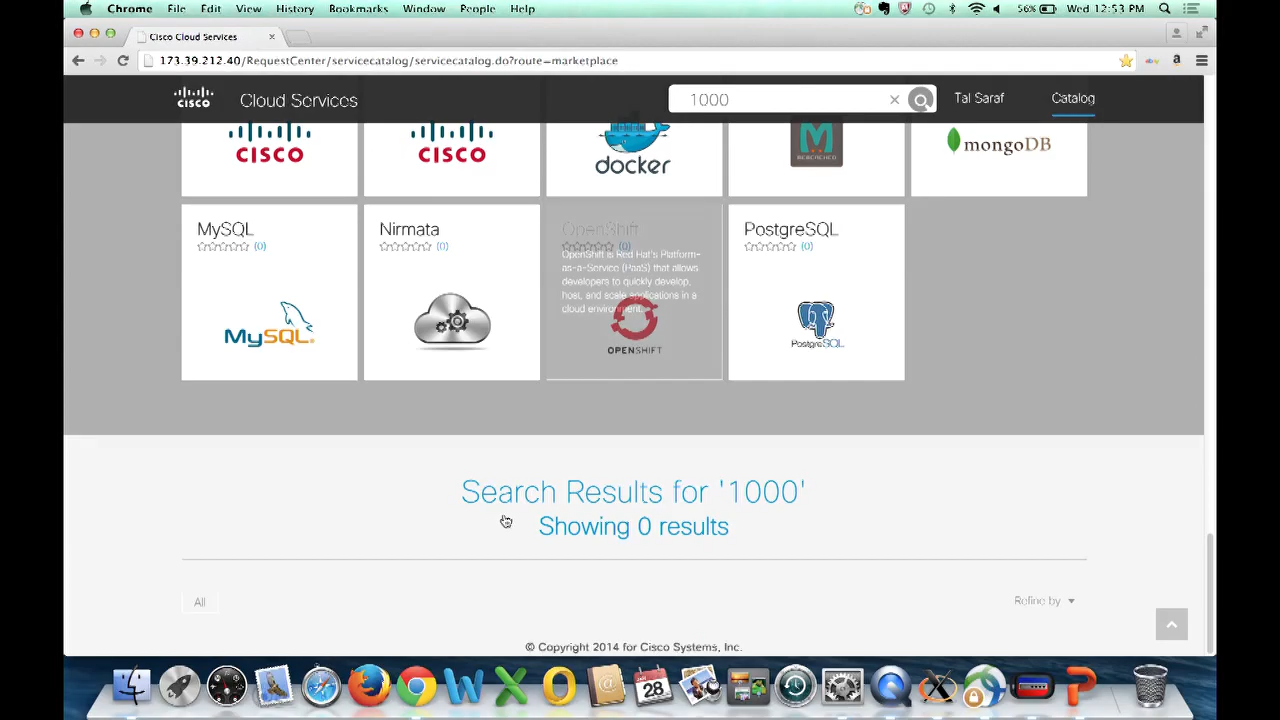 Chrome File Edit View History Bookmarks Window People Help 56% Wed 12:53 PM
Cisco Cloud Services
173.39.212.40/RequestCenter/servicecatalog/servicecatalog.do?route=marketplace
CISCO Cloud Services 1000 Tal Saraf Catalog
CISCO CISCO docker MEMCACHED mongoDB
MySQL Nirmata OpenShift PostgreSQL
(0) (0) (0) (0)
OpenShift is Red Hat's Platform-
as-a-Service (PaaS) that allows
developers to quickly develop,
host, and scale applications in a
cloud environment.
MySQL OPENSHIFT PostgreSQL
Search Results for '1000'
Showing 0 results
All Refine by
© Copyright 2014 for Cisco Systems, Inc.
28